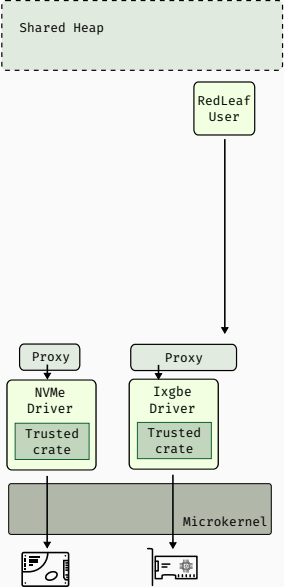 Shared Heap
RedLeaf
User
Proxy
Proxy
NVMe
Driver
Trusted
crate
Ixgbe
Driver
Trusted
crate
Microkernel